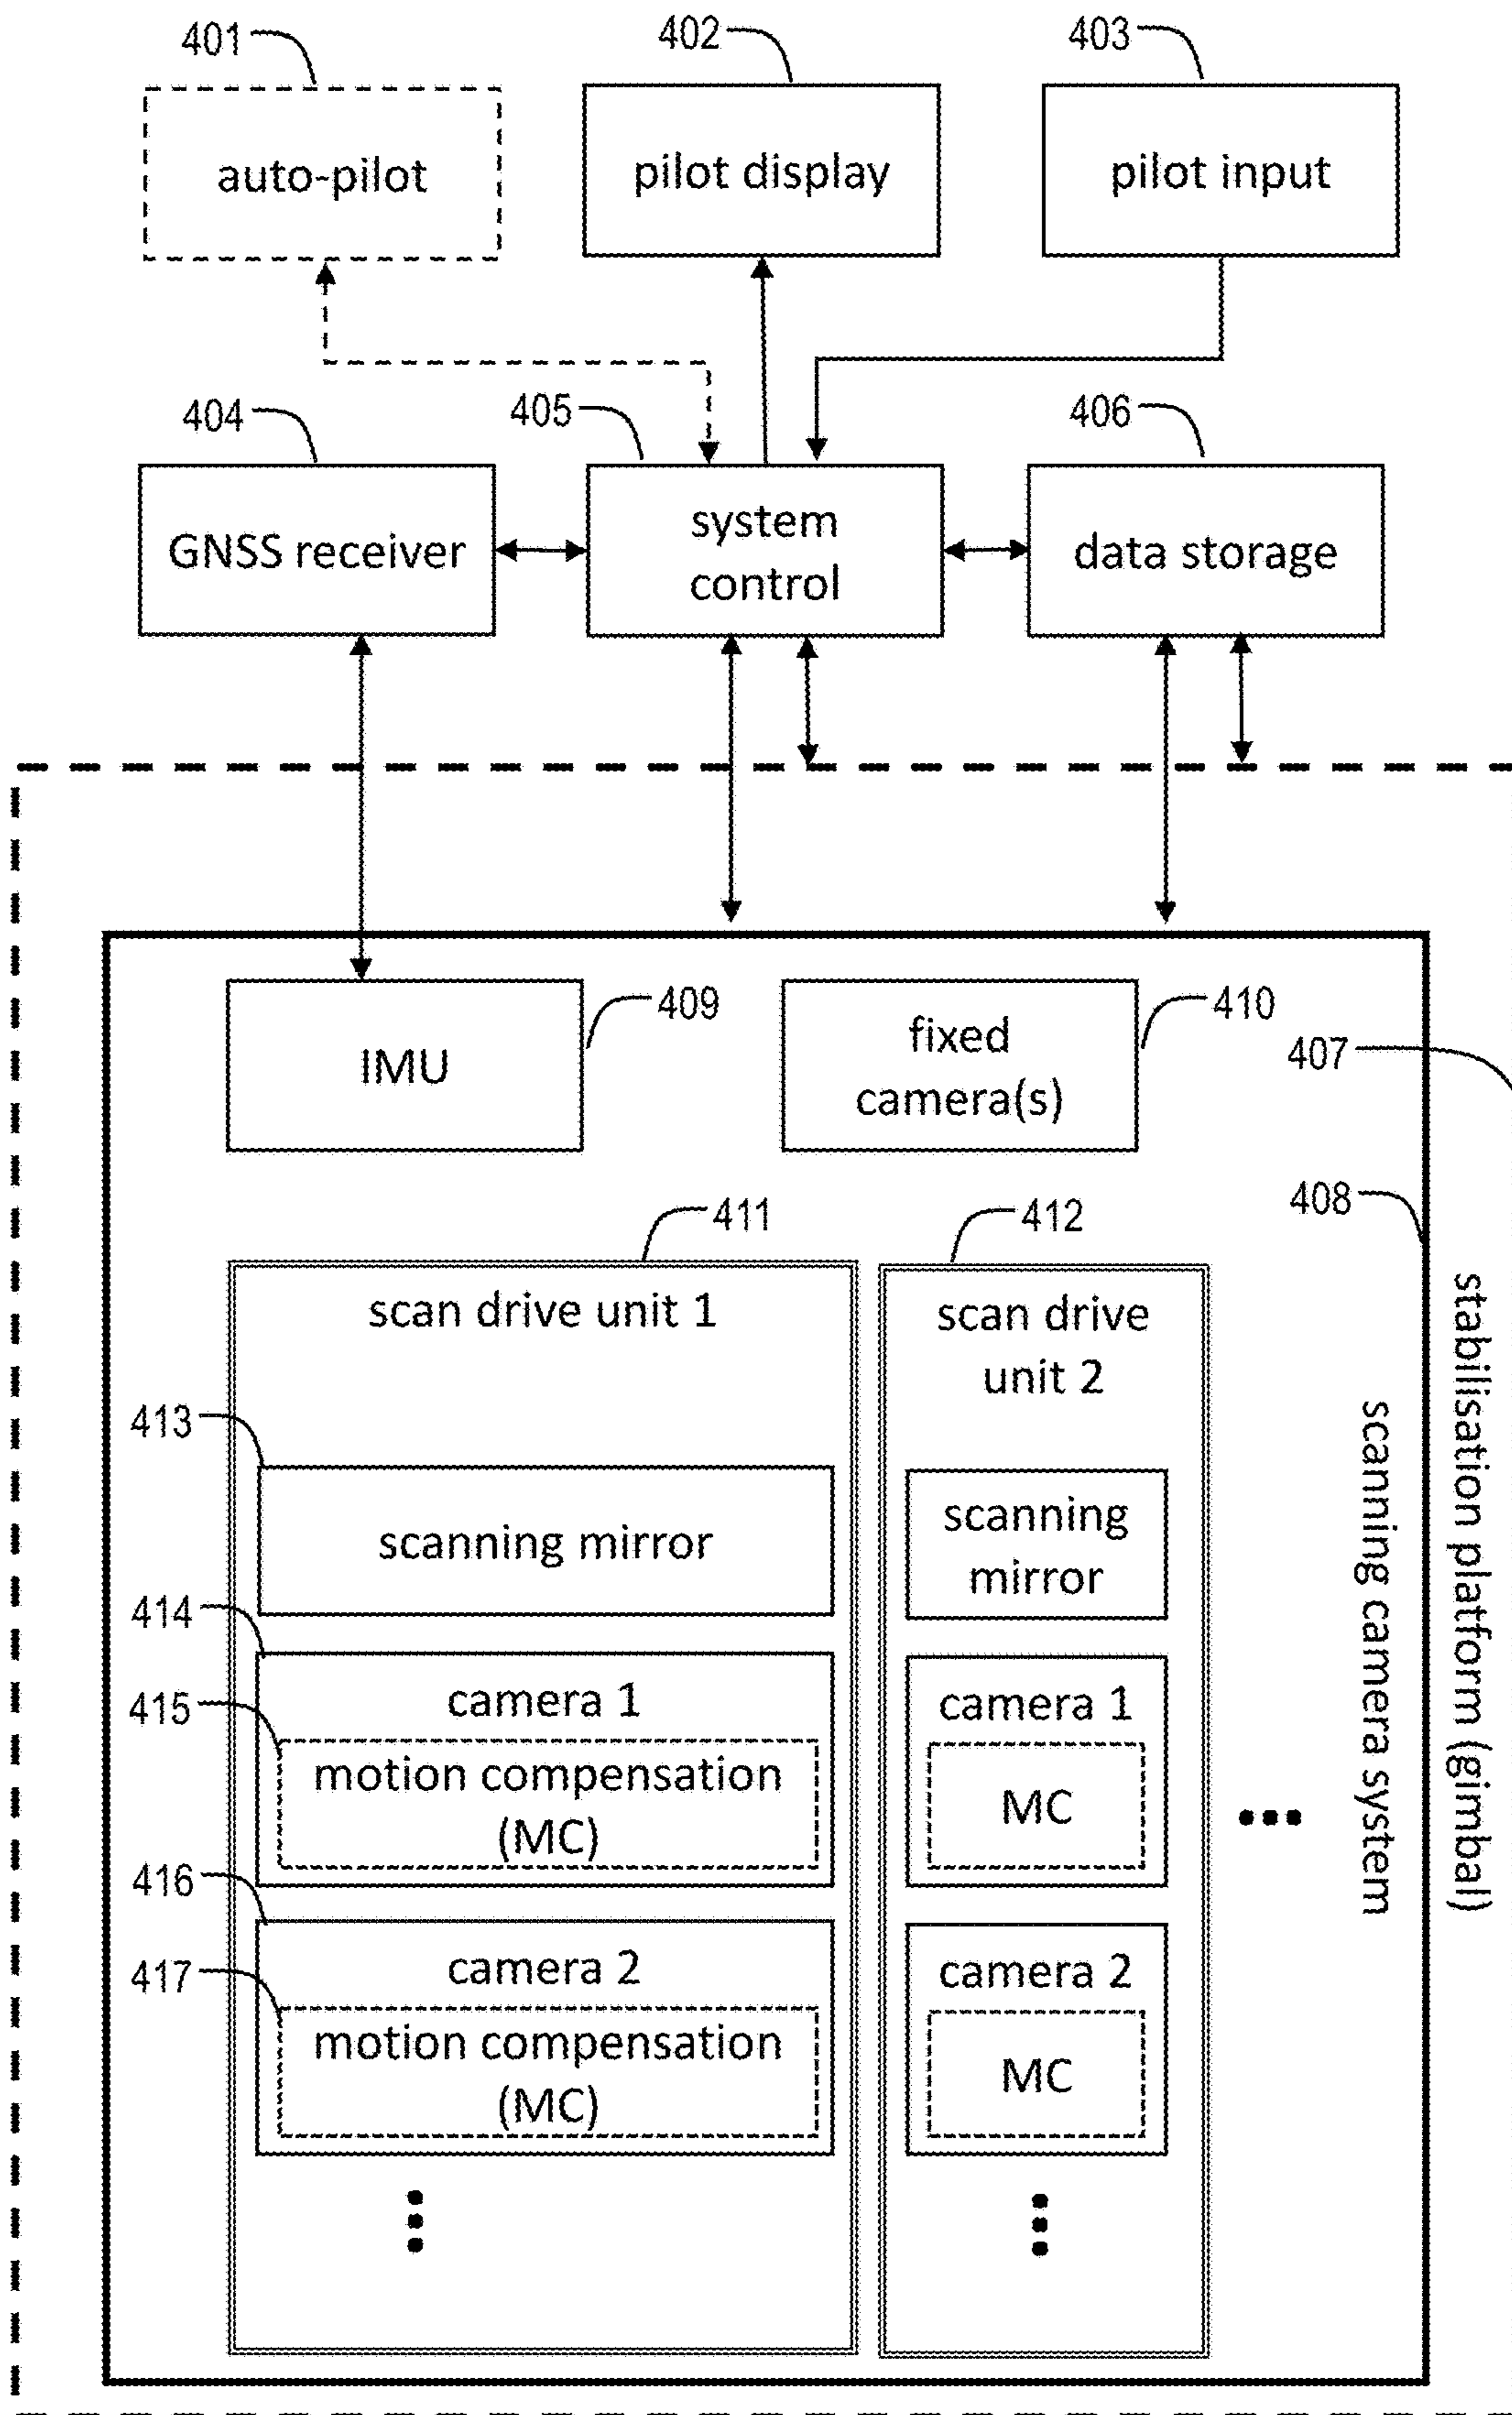 401
402
403
auto-pilot
pilot display
pilot input
404
405
406
GNSS receiver
system
control
data storage
409
410
IMU
fixed
camera(s)
407
408
411
412
scan drive unit 1
scan drive
unit 2
413
scanning mirror
scanning
mirror
414
camera 1
415
motion compensation
(MC)
camera 1
MC
416
camera 2
417
motion compensation
(MC)
camera 2
MC
scanning camera system
stabilisation platform (gimbal)